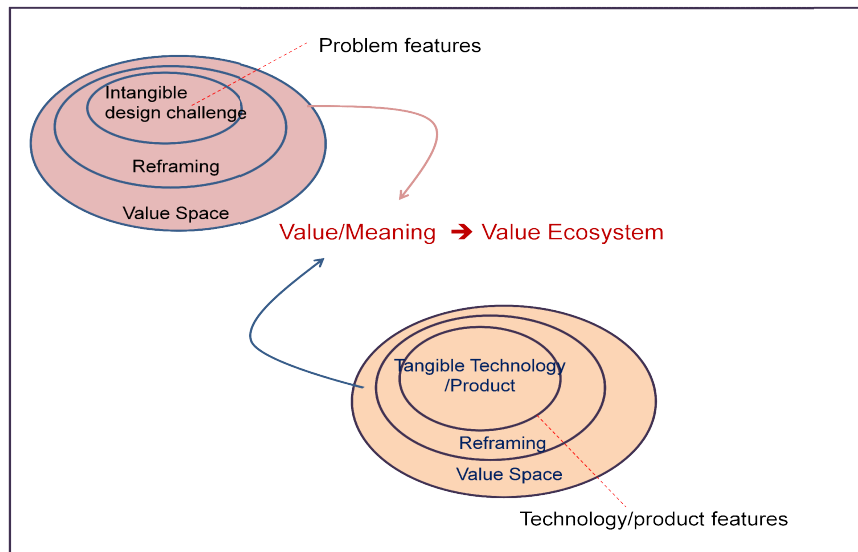 Problem features
Intangible
design challenge
Reframing
Value Space
Value/Meaning ➔ Value Ecosystem
Tangible Technology
/Product
Reframing
Value Space
Technology/product features